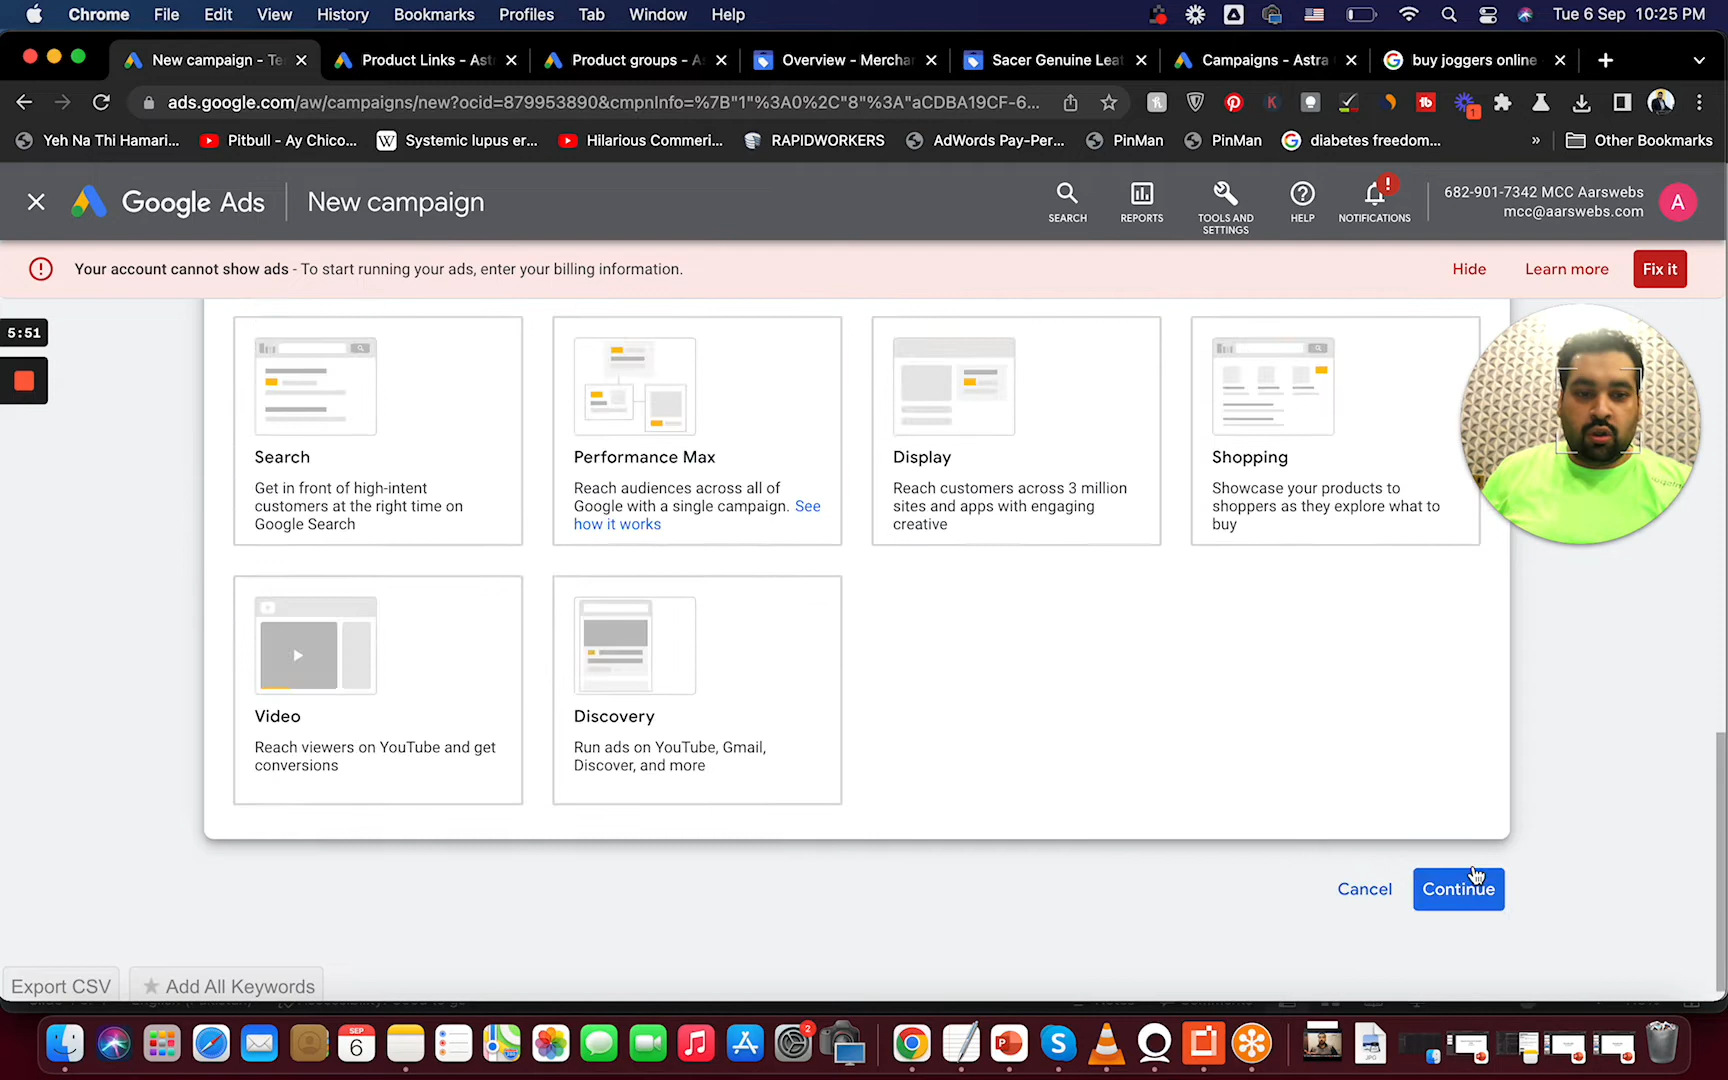 Chrome File Edit View History Bookmarks Profiles Tab Window Help Tue 6 Sep 10:25 PM
New campaign - Te Product Links - Ast Product groups - A Overview - Mercha Sacer Genuine Leat Campaigns - Astra buy joggers online
ads.google.com/aw/campaigns/new?ocid=879953890&cmpnInfo=%7B"1"%3A0%2C"8"%3A"aCDBA19CF-6...
Yeh Na Thi Hamari... Pitbull - Ay Chico... Systemic lupus er... Hilarious Commeri... RAPIDWORKERS AdWords Pay-Per... PinMan PinMan diabetes freedom... » Other Bookmarks
Google Ads New campaign
SEARCH REPORTS TOOLS AND SETTINGS HELP NOTIFICATIONS
682-901-7342 MCC Aarswebs
mcc@aarswebs.com
A
Your account cannot show ads - To start running your ads, enter your billing information. Hide Learn more Fix it
5:51
Search
Get in front of high-intent
customers at the right time on
Google Search
Performance Max
Reach audiences across all of
Google with a single campaign. See
how it works
Display
Reach customers across 3 million
sites and apps with engaging
creative
Shopping
Showcase your products to
shoppers as they explore what to
buy
Video
Reach viewers on YouTube and get
conversions
Discovery
Run ads on YouTube, Gmail,
Discover, and more
Cancel Continue
Export CSV Add All Keywords
SEP
6
2